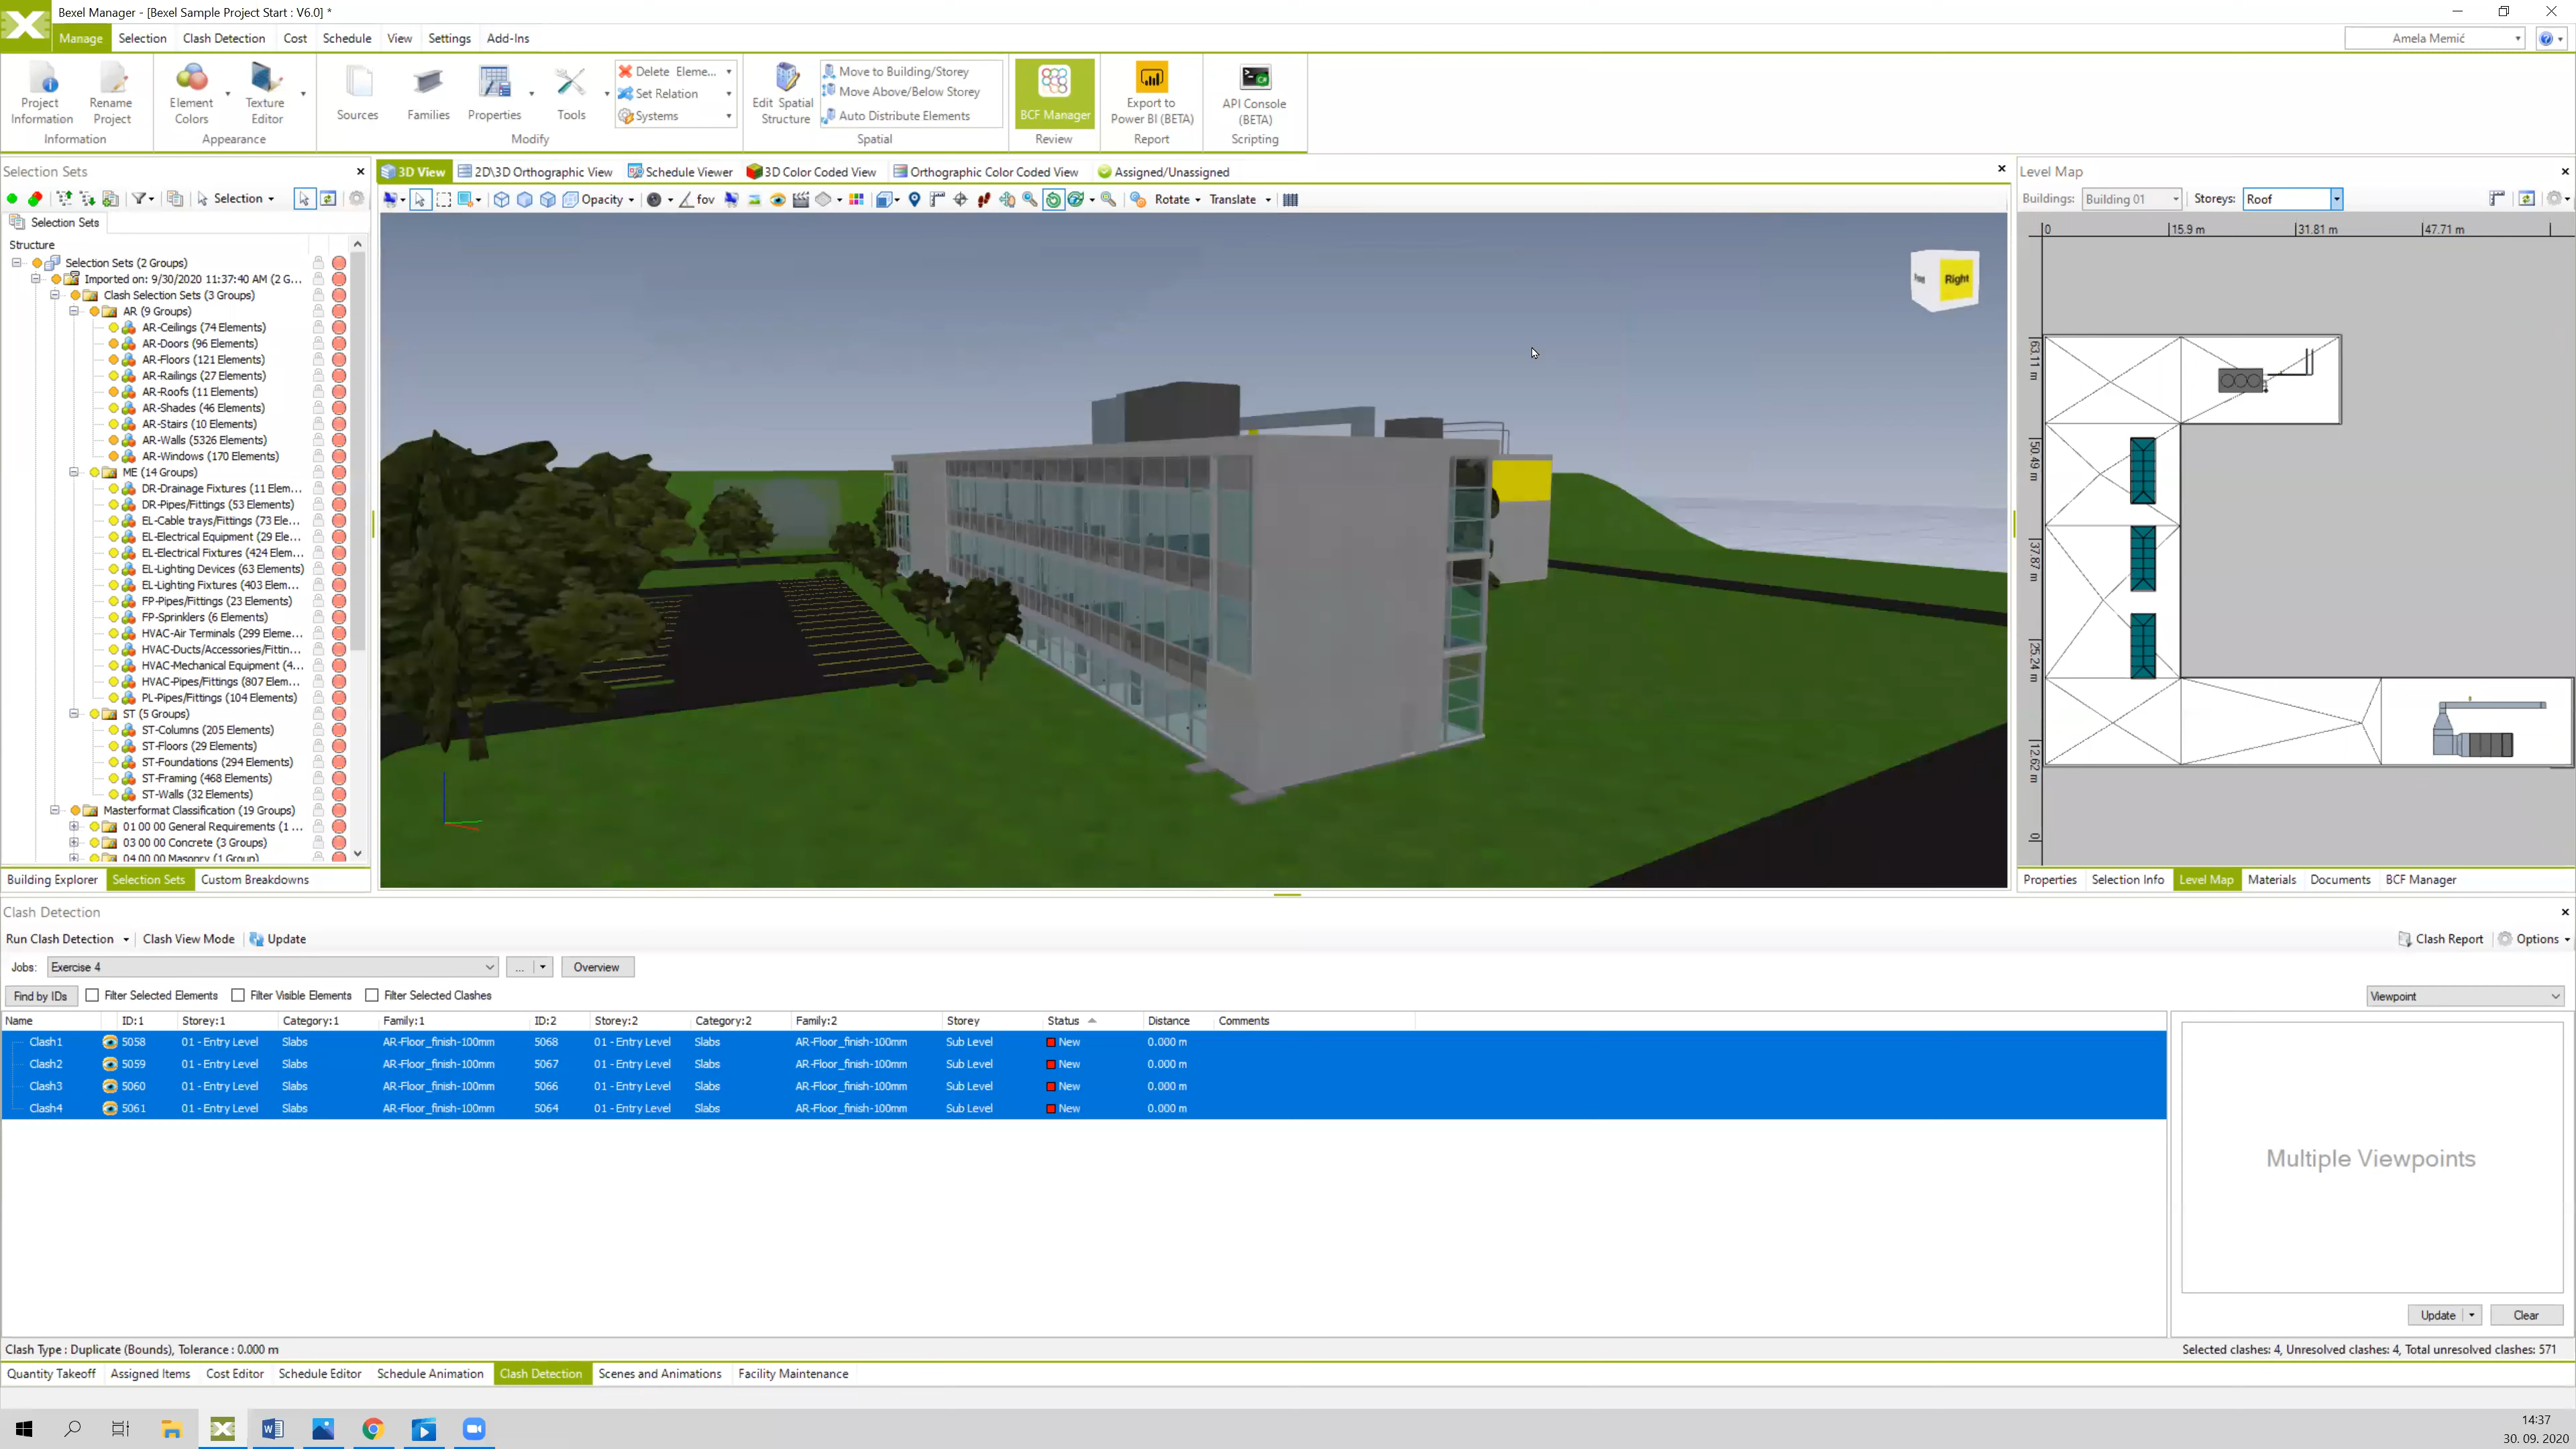 Bexel Manager - [Bexel Sample Project Start : V6.0] *
Manage Selection Clash Detection Cost Schedule View Settings Add-Ins
Amela Memić
Project Information
Rename Project
Information
Element Colors
Texture Editor
Appearance
Sources
Families
Properties
Tools
Delete Eleme...
Set Relation
Systems
Modify
Edit Spatial Structure
Move to Building/Storey
Move Above/Below Storey
Auto Distribute Elements
Spatial
BCF Manager
Review
Export to Power BI (BETA)
Report
API Console (BETA)
Scripting
Selection Sets
Selection
Selection Sets
Structure
Selection Sets (2 Groups)
Imported on: 9/30/2020 11:37:40 AM (2 G...
Clash Selection Sets (3 Groups)
AR (9 Groups)
AR-Ceilings (74 Elements)
AR-Doors (96 Elements)
AR-Floors (121 Elements)
AR-Railings (27 Elements)
AR-Roofs (11 Elements)
AR-Shades (46 Elements)
AR-Stairs (10 Elements)
AR-Walls (5326 Elements)
AR-Windows (170 Elements)
ME (14 Groups)
DR-Drainage Fixtures (11 Elem...
DR-Pipes/Fittings (53 Elements)
EL-Cable trays/Fittings (73 Ele...
EL-Electrical Equipment (29 Ele...
EL-Electrical Fixtures (424 Elem...
EL-Lighting Devices (63 Elements)
EL-Lighting Fixtures (403 Elem...
FP-Pipes/Fittings (23 Elements)
FP-Sprinklers (6 Elements)
HVAC-Air Terminals (299 Eleme...
HVAC-Ducts/Accessories/Fittin...
HVAC-Mechanical Equipment (4...
HVAC-Pipes/Fittings (807 Elem...
PL-Pipes/Fittings (104 Elements)
ST (5 Groups)
ST-Columns (205 Elements)
ST-Floors (29 Elements)
ST-Foundations (294 Elements)
ST-Framing (468 Elements)
ST-Walls (32 Elements)
Masterformat Classification (19 Groups)
01 00 00 General Requirements (1 ...
03 00 00 Concrete (3 Groups)
04 00 00 Masonry (1 Group)
Building Explorer Selection Sets Custom Breakdowns
3D View 2D\3D Orthographic View Schedule Viewer 3D Color Coded View Orthographic Color Coded View Assigned/Unassigned
Opacity fov Rotate Translate
Right
Level Map
Buildings: Building 01 Storeys: Roof
0 15.9 m 31.81 m 47.71 m
63.11 m
50.49 m
37.87 m
25.24 m
12.62 m
0
Properties Selection Info Level Map Materials Documents BCF Manager
Clash Detection
Run Clash Detection Clash View Mode Update
Clash Report Options
Jobs: Exercise 4 ... Overview
Find by IDs Filter Selected Elements Filter Visible Elements Filter Selected Clashes
Viewpoint
Name ID:1 Storey:1 Category:1 Family:1 ID:2 Storey:2 Category:2 Family:2 Storey Status Distance Comments
Clash1 5058 01 - Entry Level Slabs AR-Floor_finish-100mm 5068 01 - Entry Level Slabs AR-Floor_finish-100mm Sub Level New 0.000 m
Clash2 5059 01 - Entry Level Slabs AR-Floor_finish-100mm 5067 01 - Entry Level Slabs AR-Floor_finish-100mm Sub Level New 0.000 m
Clash3 5060 01 - Entry Level Slabs AR-Floor_finish-100mm 5066 01 - Entry Level Slabs AR-Floor_finish-100mm Sub Level New 0.000 m
Clash4 5061 01 - Entry Level Slabs AR-Floor_finish-100mm 5064 01 - Entry Level Slabs AR-Floor_finish-100mm Sub Level New 0.000 m
Multiple Viewpoints
Update Clear
Clash Type : Duplicate (Bounds), Tolerance : 0.000 m
Selected clashes: 4, Unresolved clashes: 4, Total unresolved clashes: 571
Quantity Takeoff Assigned Items Cost Editor Schedule Editor Schedule Animation Clash Detection Scenes and Animations Facility Maintenance
14:37
30. 09. 2020